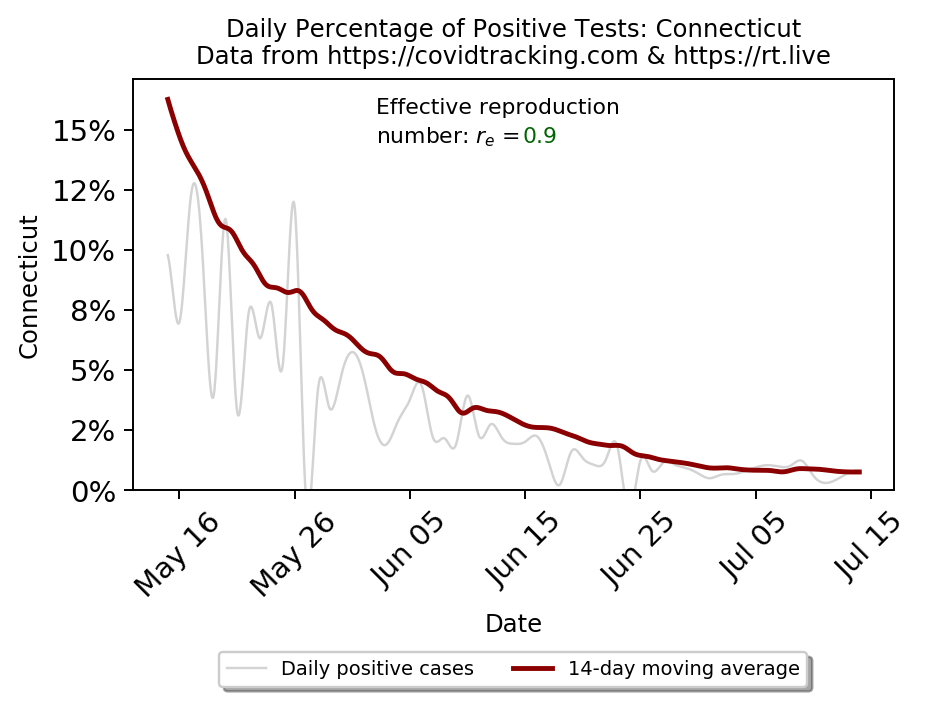 Daily Percentage of Positive Tests: Connecticut
Data from https://covidtracking.com & https://rt.live
Effective reproduction
number: rₑ =0.9
15%
12%
10%
8%
5%
2%
0%
Connecticut
May 16
May 26
Jun 05
Jun 15
Jun 25
Jul 05
Jul 15
Date
Daily positive cases
14-day moving average